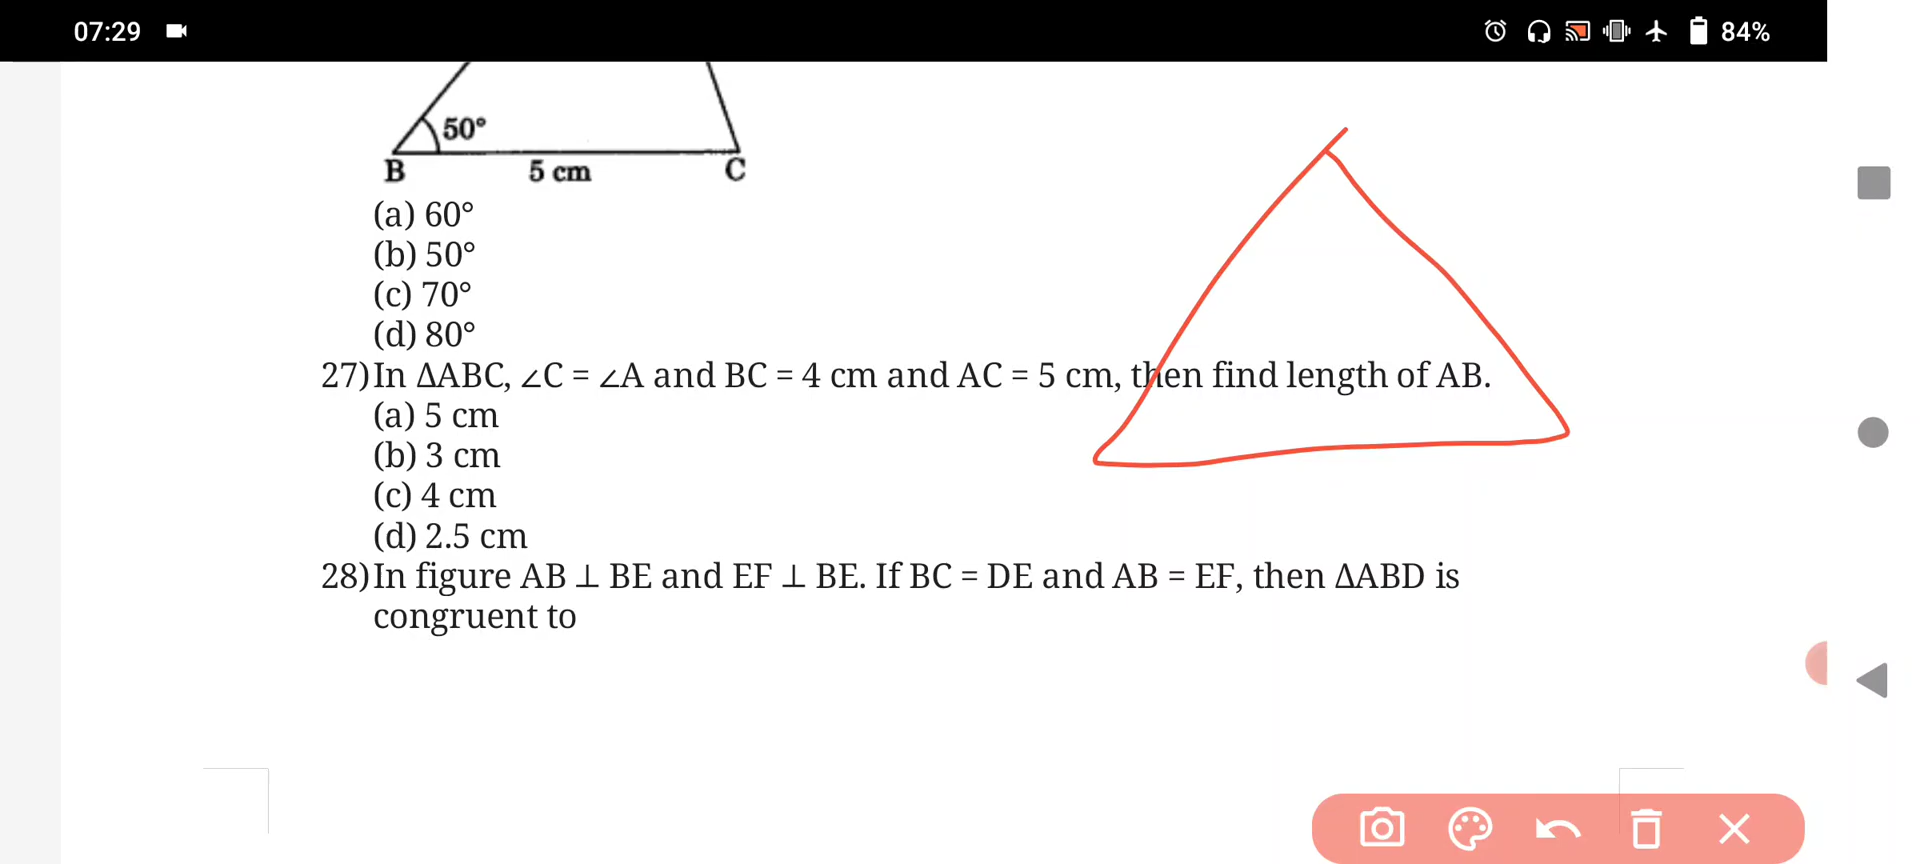 07:29
84%
50°
B
5 cm
C
(a) 60°
(b) 50°
(c) 70°
(d) 80°
27)In ΔABC, ∠C = ∠A and BC = 4 cm and AC = 5 cm, then find length of AB.
(a) 5 cm
(b) 3 cm
(c) 4 cm
(d) 2.5 cm
28)In figure AB ⊥ BE and EF ⊥ BE. If BC = DE and AB = EF, then ΔABD is
congruent to